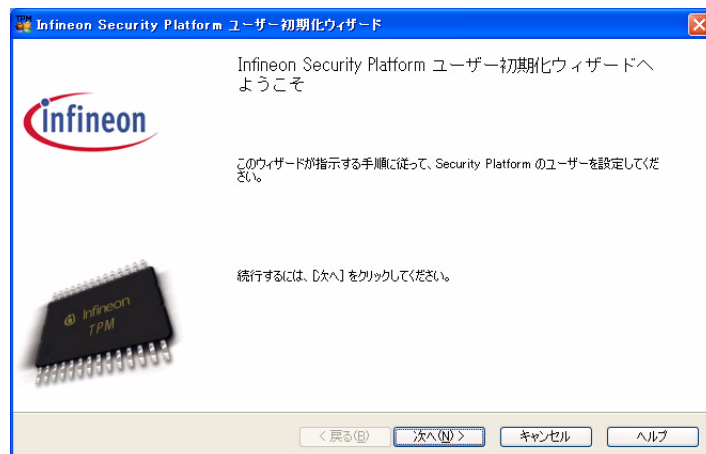 Infineon Security Platform ユーザー初期化ウィザード
Infineon Security Platform ユーザー初期化ウィザードへ
ようこそ
infineon
このウィザードが指示する手順に従って、Security Platform のユーザーを設定してくだ
さい。
続行するには、[次へ] をクリックしてください。
infineon
TPM
< 戻る(B)
次へ(N) >
キャンセル
ヘルプ